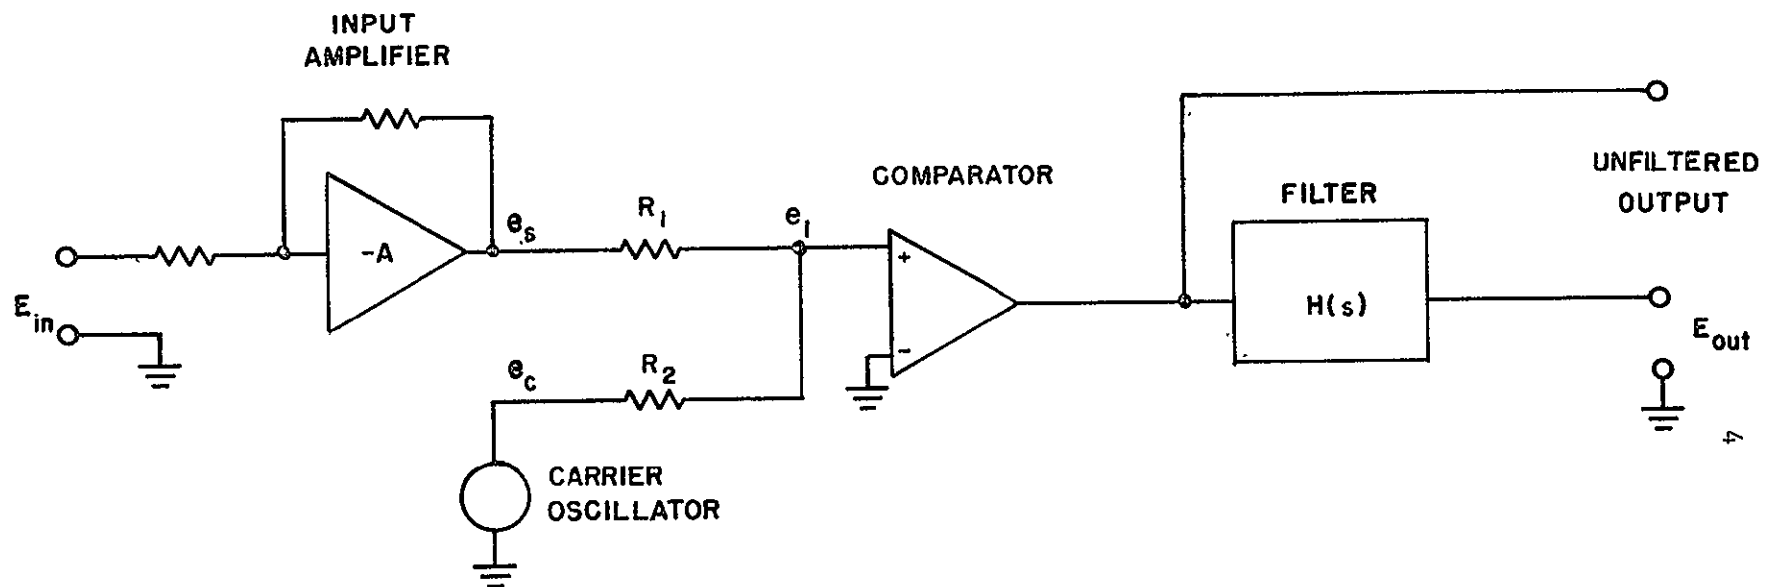 INPUT
AMPLIFIER
COMPARATOR
UNFILTERED
OUTPUT
FILTER
e_s
R_1
e_1
-A
+
E_in
H(s)
E_out
-
e_c
R_2
4
CARRIER
OSCILLATOR